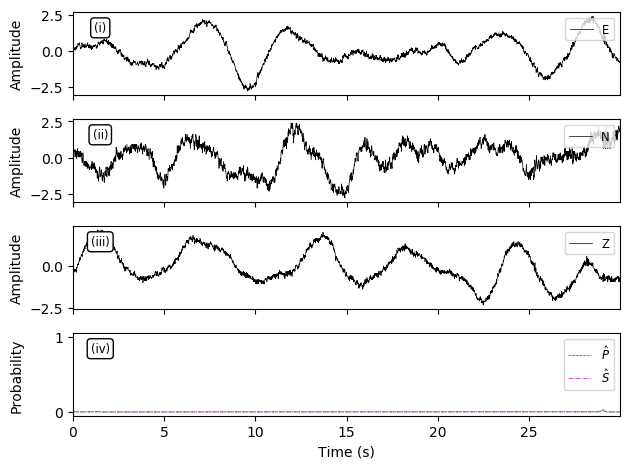 2.5
0.0
−2.5
Amplitude
(i)
E
2.5
0.0
−2.5
Amplitude
(ii)
N
0.0
−2.5
Amplitude
(iii)
Z
1
0
Probability
(iv)
P̂
Ŝ
0 5 10 15 20 25
Time (s)